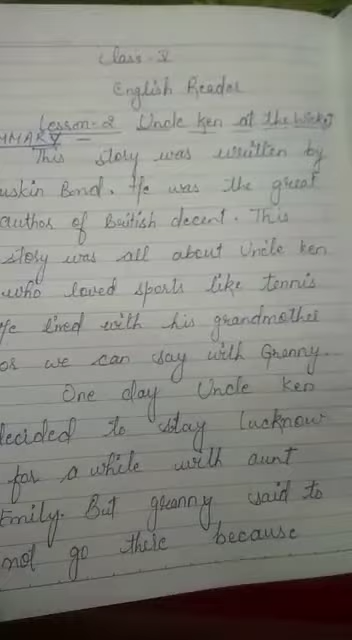 Class - V
English Reader
Lesson-2 Uncle Ken at the Wicket
MMARY
This story was written by
uskin Bond. He was the great
author of British decent. This
story was all about Uncle Ken
who loved sports like tennis
He lived with his grandmother
or we can say with Granny.
One day Uncle Ken
decided to stay Lucknow
for a while with aunt
Emily. But granny said to
not go their because